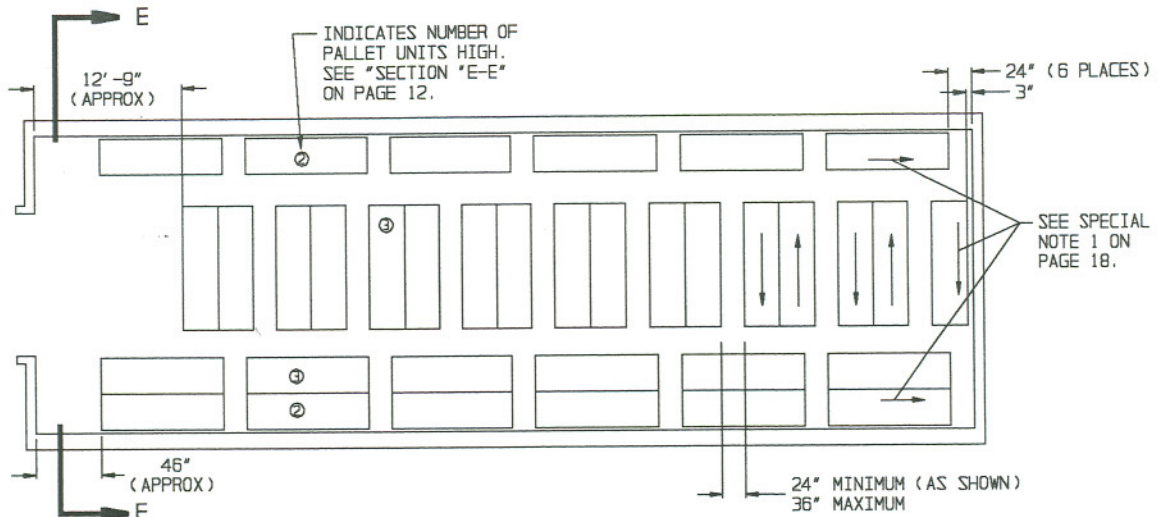 E
INDICATES NUMBER OF
PALLET UNITS HIGH.
SEE "SECTION "E-E"
ON PAGE 12.
12'-9"
(APPROX)
24" (6 PLACES)
3"
②
③
SEE SPECIAL
NOTE 1 ON
PAGE 18.
③
②
46"
(APPROX)
24" MINIMUM (AS SHOWN)
36" MAXIMUM
E